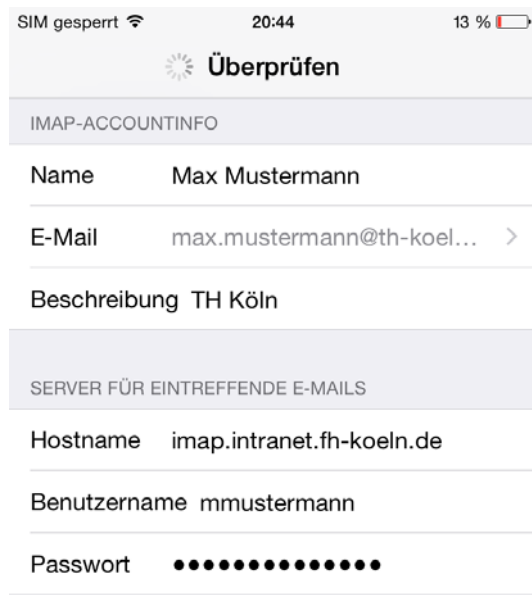 SIM gesperrt 20:44 13 %
Überprüfen
IMAP-ACCOUNTINFO
Name Max Mustermann
E-Mail max.mustermann@th-koel...
Beschreibung TH Köln
SERVER FÜR EINTREFFENDE E-MAILS
Hostname imap.intranet.fh-koeln.de
Benutzername mmustermann
Passwort ●●●●●●●●●●●●●●